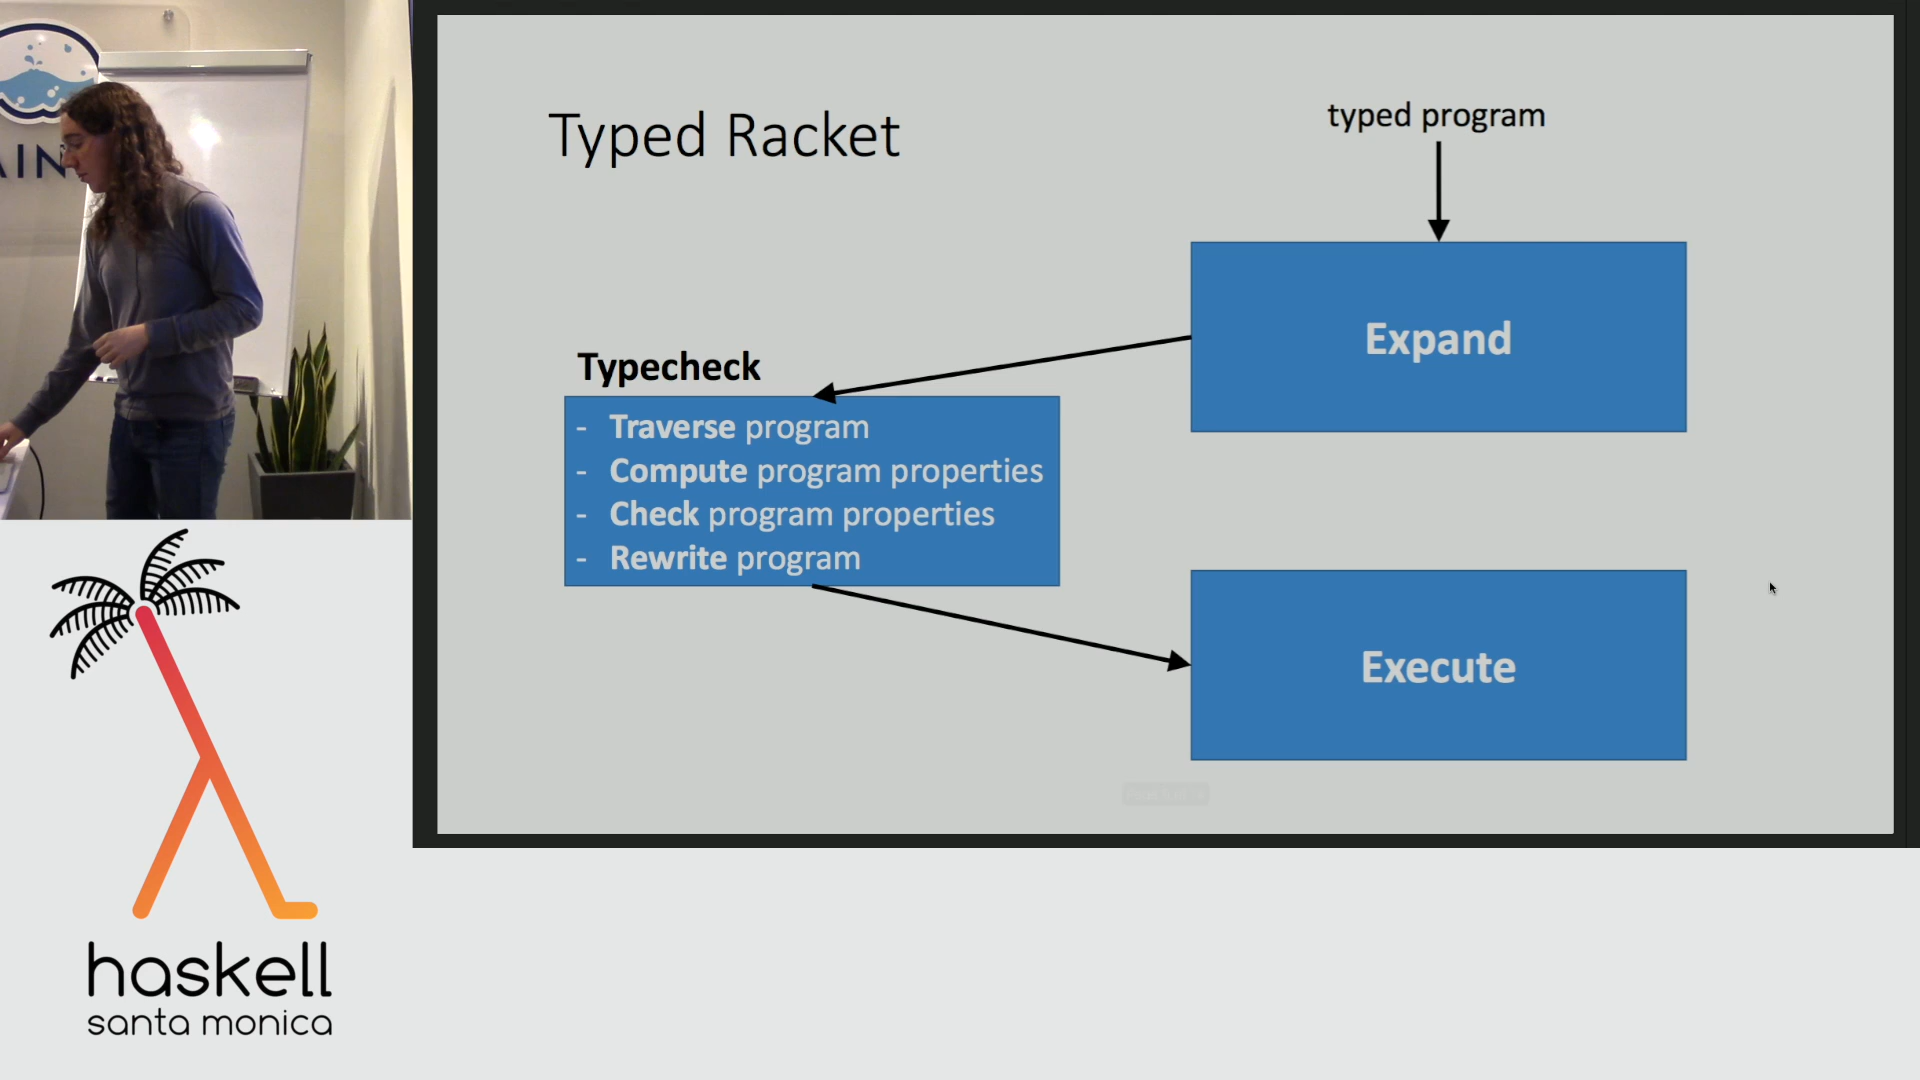 AIN
Typed Racket
typed program
Expand
Typecheck
- Traverse program
- Compute program properties
- Check program properties
- Rewrite program
Execute
haskell
santa monica